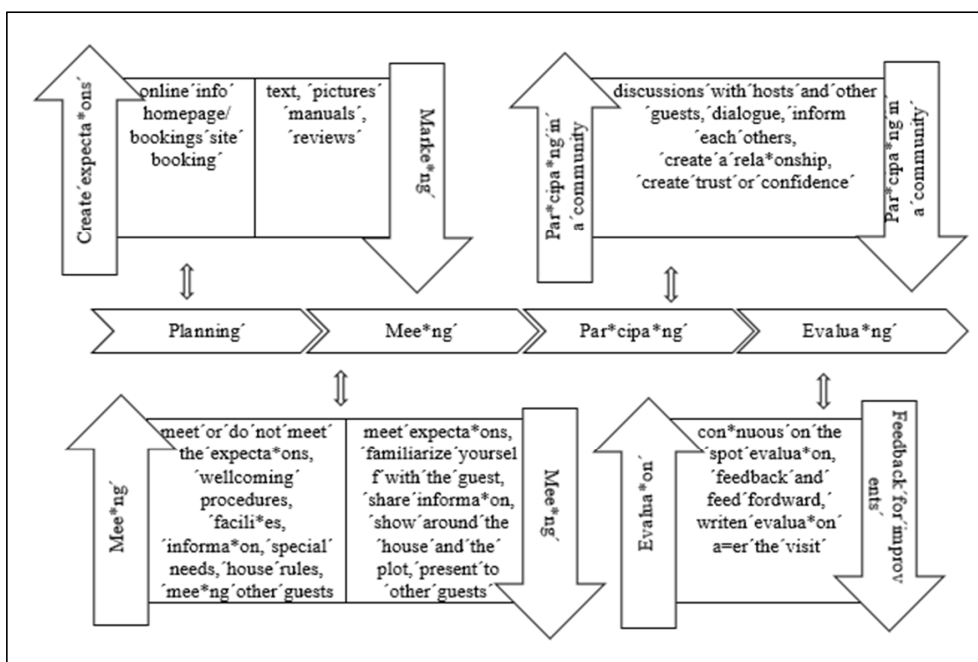 Create´expecta*ons´
online´info´
homepage/
bookings´site´
booking´
text, ´pictures´
´manuals´,
´reviews´
Marke*ng´
Par*cipa*ng´in´
a´community´
discussions´with´hosts´and´other´
guests,´dialogue,´inform´
each´others,
´create´a´rela*onship,
´create´trust´or´confidence´
Par*cipa*ng´in
a´community´
Planning´
Mee*ng´
Par*cipa*ng´
Evalua*ng´
Mee*ng´
meet´or´do´not´meet´
the´expecta*ons,
´wellcoming´
procedures,
´facili*es,
´informa*on,´special´
needs,´house´rules,
´mee*ng´other´guests
meet´expecta*ons,
´familiarize´yoursel
f´with´the´guest,
´share´informa*on,
´show´around´the
´house´and´the
plot,´present´to
´other´guests´
Mee*ng´
Evalua*on´
con*nuous´on´the
´spot´evalua*on,
´feedback´and
feed´fordward,´
writen´evalua*on´
a=er´the´visit´
Feedback´for´improv
ents´